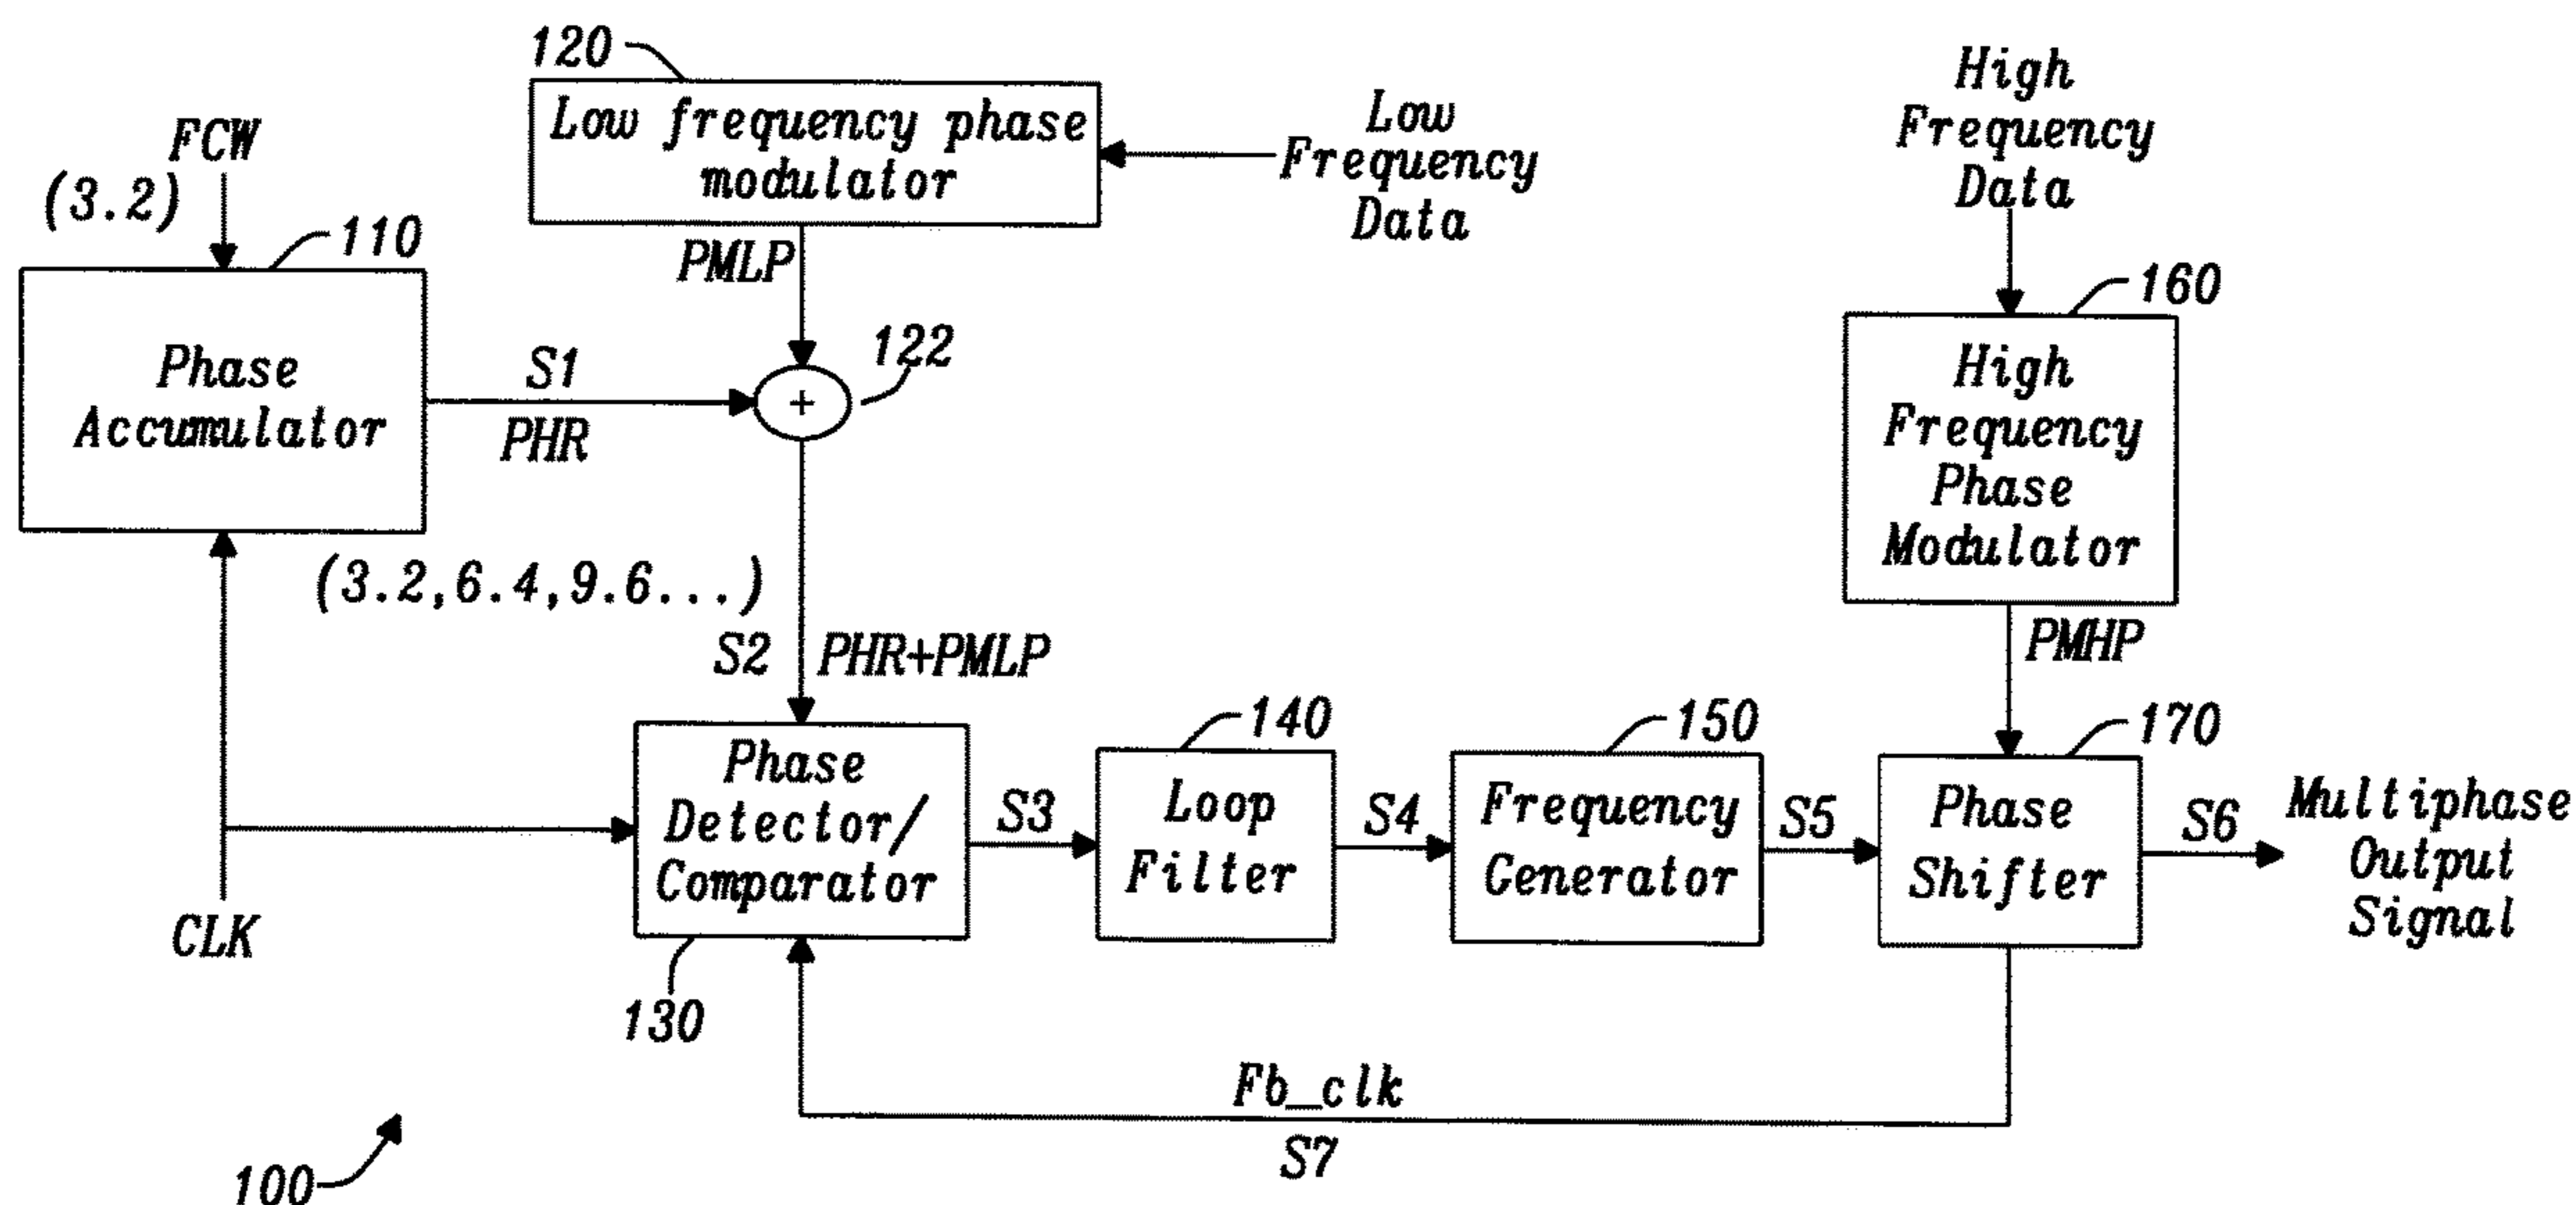 120
Low frequency phase
modulator
Low
Frequency
Data
High
Frequency
Data
FCW
(3.2)
110
PMLP
160
Phase
Accumulator
S1
PHR
+
122
High
Frequency
Phase
Modulator
(3.2,6.4,9.6...)
S2
PHR+PMLP
PMHP
140
150
170
Phase
Detector/
Comparator
S3
Loop
Filter
S4
Frequency
Generator
S5
Phase
Shifter
S6
Multiphase
Output
Signal
CLK
130
Fb_clk
S7
100